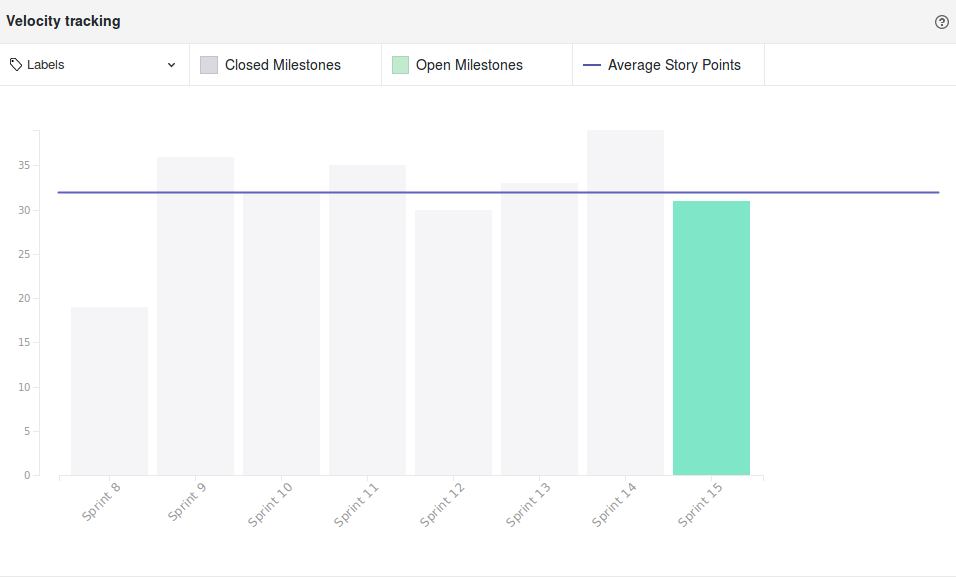 Velocity tracking
Labels
Closed Milestones
Open Milestones
Average Story Points
35
30
25
20
15
10
5
0
Sprint 8
Sprint 9
Sprint 10
Sprint 11
Sprint 12
Sprint 13
Sprint 14
Sprint 15